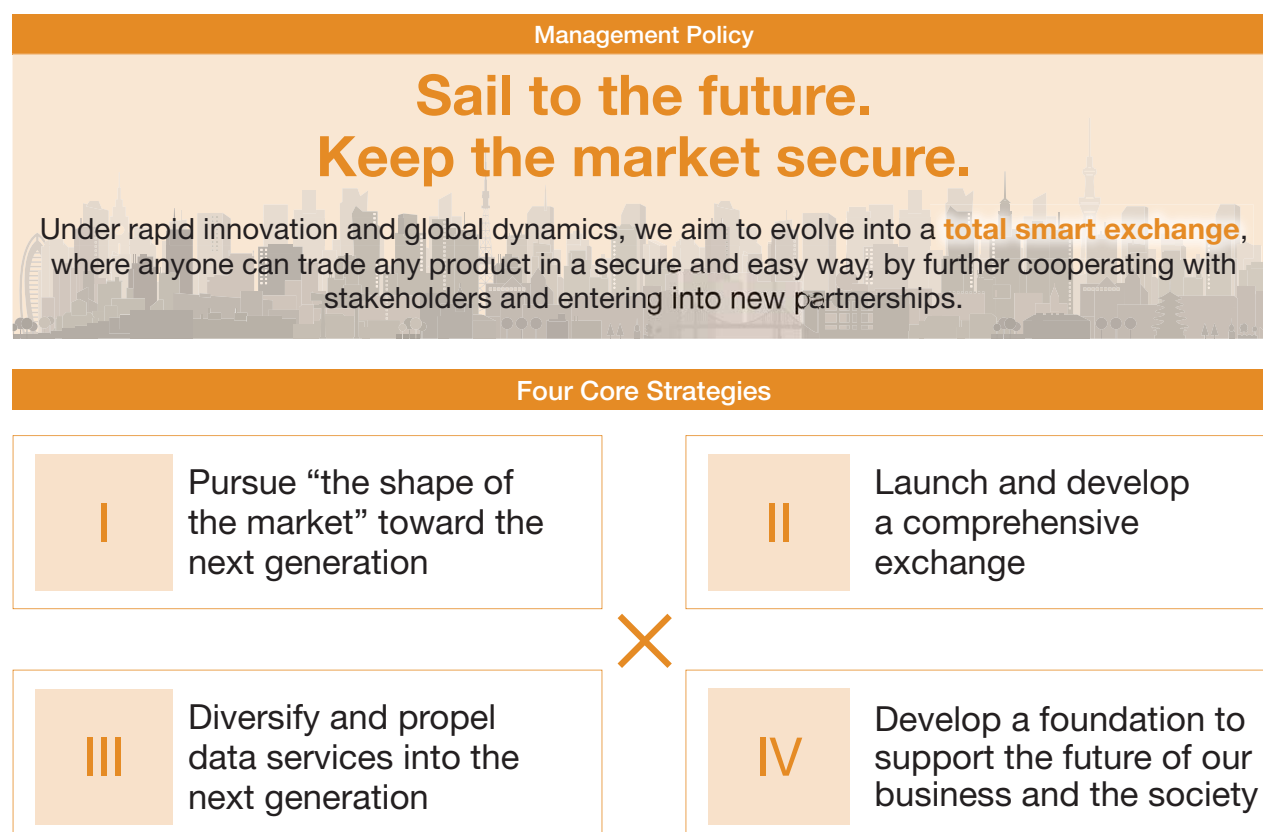 Management Policy
Sail to the future.
Keep the market secure.
Under rapid innovation and global dynamics, we aim to evolve into a total smart exchange,
where anyone can trade any product in a secure and easy way, by further cooperating with
stakeholders and entering into new partnerships.
Four Core Strategies
I
Pursue “the shape of
the market” toward the
next generation
II
Launch and develop
a comprehensive
exchange
III
Diversify and propel
data services into the
next generation
IV
Develop a foundation to
support the future of our
business and the society